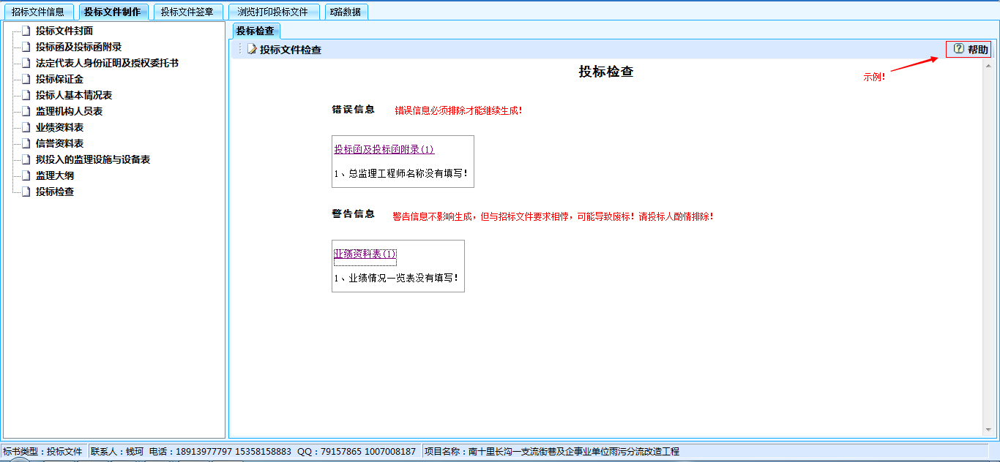 招标文件信息 投标文件制作 投标文件签章 浏览打印投标文件 E路数据
投标文件封面
投标函及投标函附录
法定代表人身份证明及授权委托书
投标保证金
投标人基本情况表
监理机构人员表
业绩资料表
信誉资料表
拟投入的监理设施与设备表
监理大纲
投标检查
投标检查
投标文件检查
帮助
示例!
投标检查
错误信息 错误信息必须排除才能继续生成!
投标函及投标函附录(1)
1、总监理工程师名称没有填写!
警告信息 警告信息不影响生成，但与招标文件要求相悖，可能导致废标! 请投标人酌情排除!
业绩资料表(1)
1、业绩情况一览表没有填写!
标书类型：投标文件 联系人：钱珂 电话：18913977797 15358158883 QQ：79157865 1007008187 项目名称：南十里长沟一支流街巷及企事业单位雨污分流改造工程